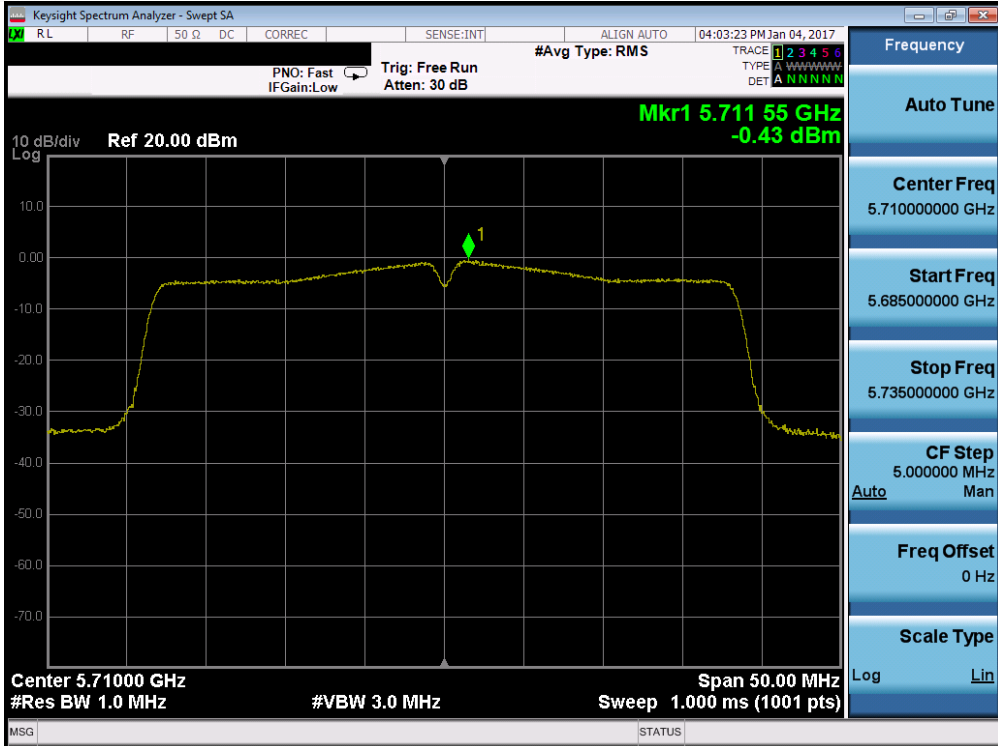 Keysight Spectrum Analyzer - Swept SA
LXI RL RF 50 Ω DC CORREC SENSE:INT ALIGN AUTO 04:03:23 PM Jan 04, 2017
PNO: Fast
IFGain:Low
Trig: Free Run
Atten: 30 dB
#Avg Type: RMS
TRACE 1 2 3 4 5 6
TYPE A WWWWW
DET A N N N N N
Mkr1 5.711 55 GHz
-0.43 dBm
10 dB/div Ref 20.00 dBm
Log
10.0
0.00
-10.0
-20.0
-30.0
-40.0
-50.0
-60.0
-70.0
1
Center 5.71000 GHz Span 50.00 MHz
#Res BW 1.0 MHz #VBW 3.0 MHz Sweep 1.000 ms (1001 pts)
MSG STATUS
Frequency
Auto Tune
Center Freq
5.710000000 GHz
Start Freq
5.685000000 GHz
Stop Freq
5.735000000 GHz
CF Step
5.000000 MHz
Auto Man
Freq Offset
0 Hz
Scale Type
Log Lin